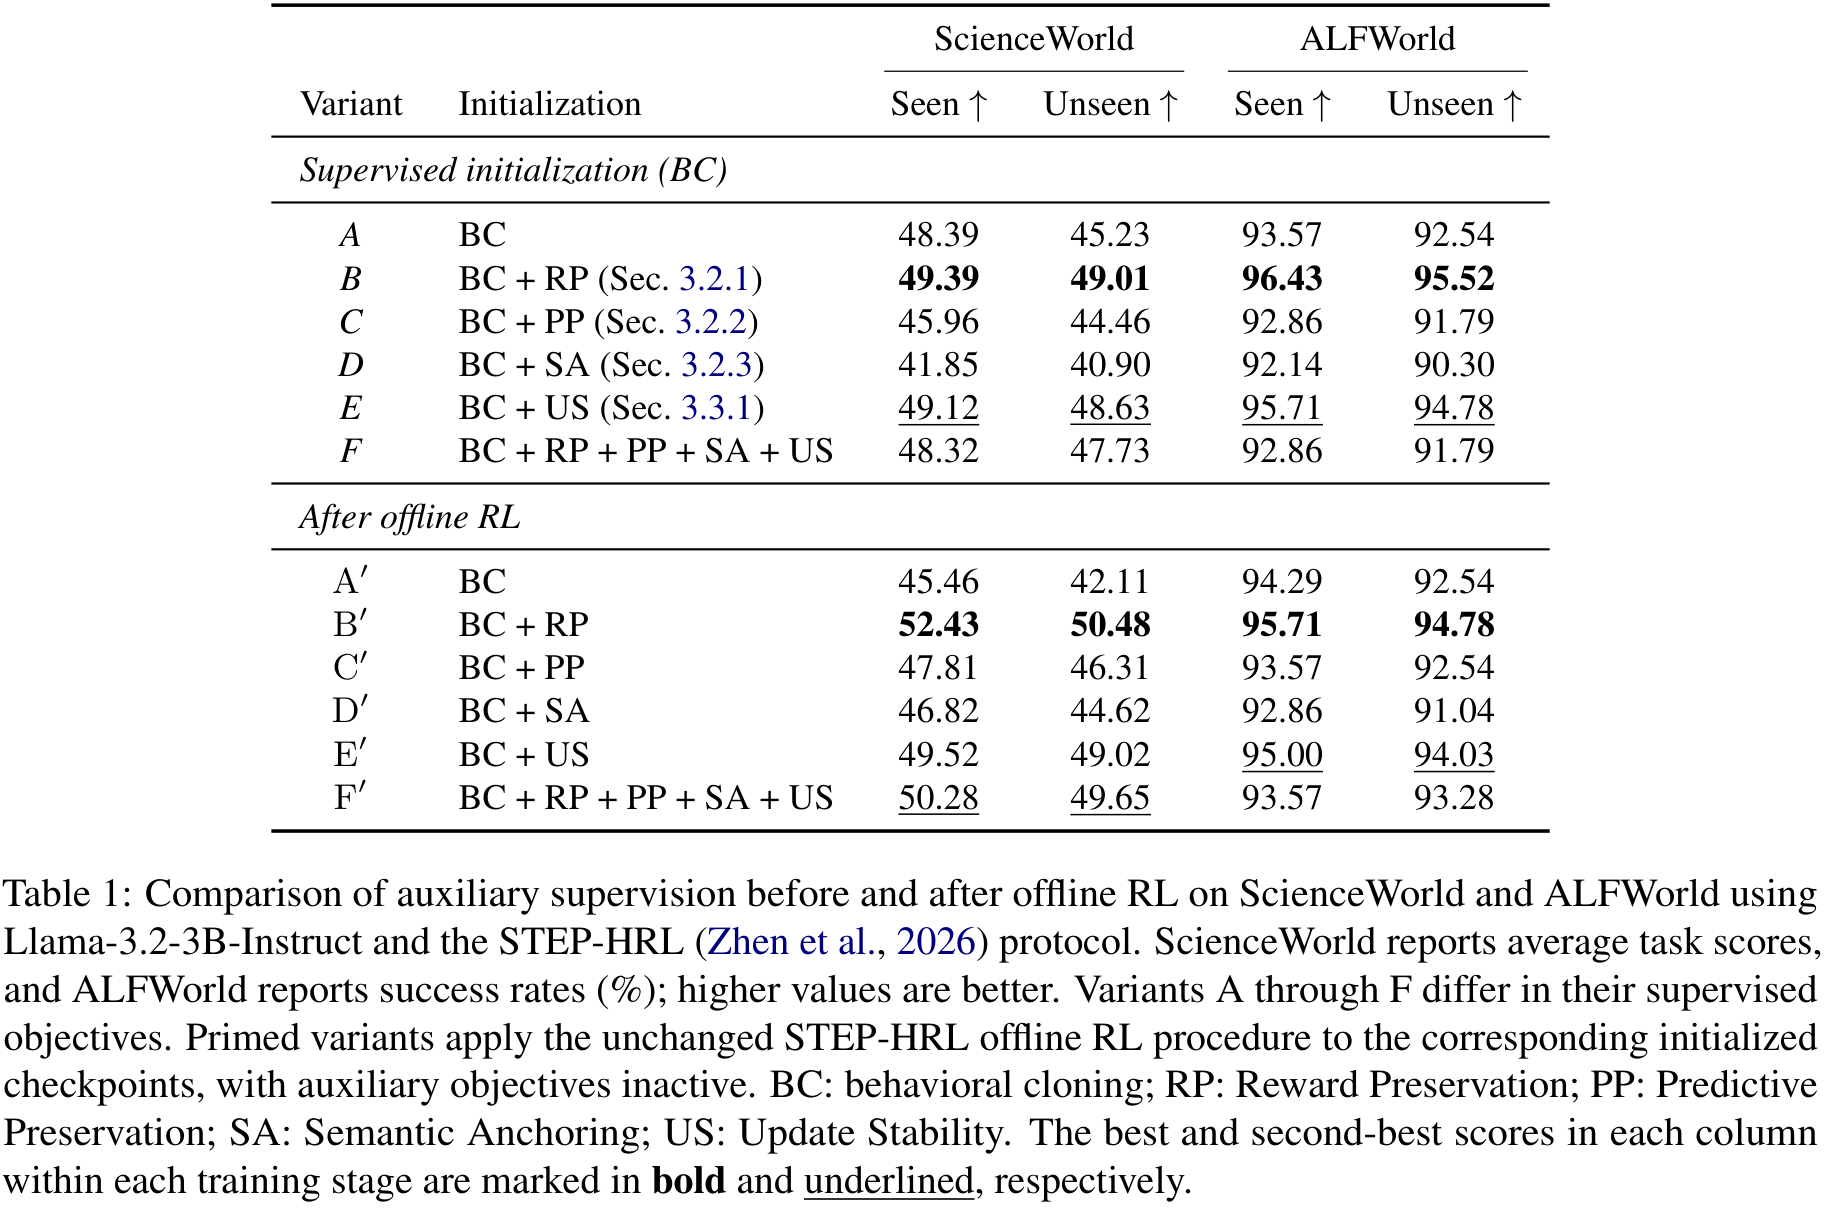 ScienceWorld ALFWorld
Variant Initialization Seen ↑ Unseen ↑ Seen ↑ Unseen ↑
Supervised initialization (BC)
A BC 48.39 45.23 93.57 92.54
B BC + RP (Sec. 3.2.1) 49.39 49.01 96.43 95.52
C BC + PP (Sec. 3.2.2) 45.96 44.46 92.86 91.79
D BC + SA (Sec. 3.2.3) 41.85 40.90 92.14 90.30
E BC + US (Sec. 3.3.1) 49.12 48.63 95.71 94.78
F BC + RP + PP + SA + US 48.32 47.73 92.86 91.79
After offline RL
A′ BC 45.46 42.11 94.29 92.54
B′ BC + RP 52.43 50.48 95.71 94.78
C′ BC + PP 47.81 46.31 93.57 92.54
D′ BC + SA 46.82 44.62 92.86 91.04
E′ BC + US 49.52 49.02 95.00 94.03
F′ BC + RP + PP + SA + US 50.28 49.65 93.57 93.28
Table 1: Comparison of auxiliary supervision before and after offline RL on ScienceWorld and ALFWorld using
Llama-3.2-3B-Instruct and the STEP-HRL (Zhen et al., 2026) protocol. ScienceWorld reports average task scores,
and ALFWorld reports success rates (%); higher values are better. Variants A through F differ in their supervised
objectives. Primed variants apply the unchanged STEP-HRL offline RL procedure to the corresponding initialized
checkpoints, with auxiliary objectives inactive. BC: behavioral cloning; RP: Reward Preservation; PP: Predictive
Preservation; SA: Semantic Anchoring; US: Update Stability. The best and second-best scores in each column
within each training stage are marked in bold and underlined, respectively.